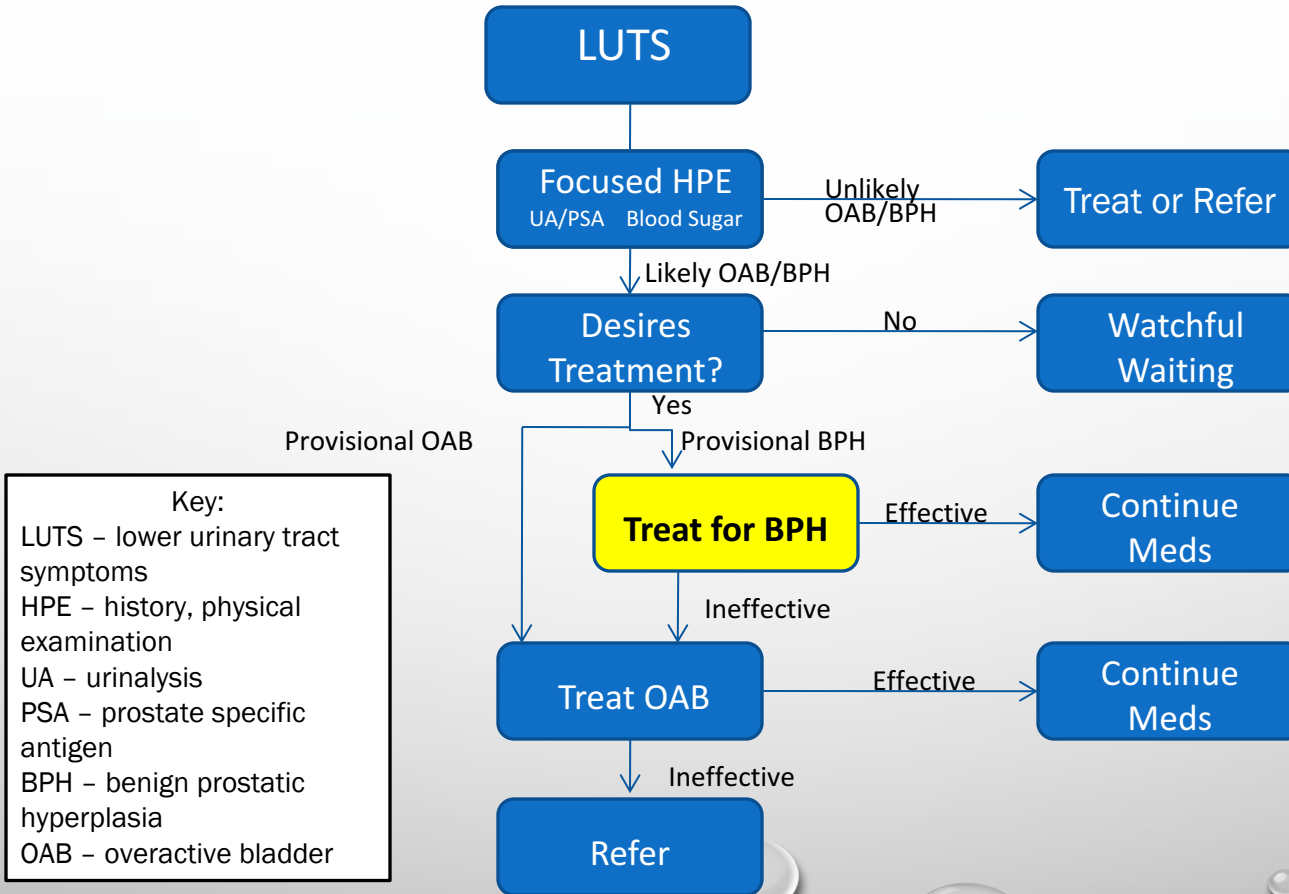 LUTS
Focused HPE
UA/PSA Blood Sugar
Unlikely
OAB/BPH
Treat or Refer
Likely OAB/BPH
Desires
Treatment?
No
Watchful
Waiting
Yes
Provisional OAB
Provisional BPH
Treat for BPH
Effective
Continue
Meds
Ineffective
Treat OAB
Effective
Continue
Meds
Ineffective
Refer
Key:
LUTS – lower urinary tract
symptoms
HPE – history, physical
examination
UA – urinalysis
PSA – prostate specific
antigen
BPH – benign prostatic
hyperplasia
OAB – overactive bladder